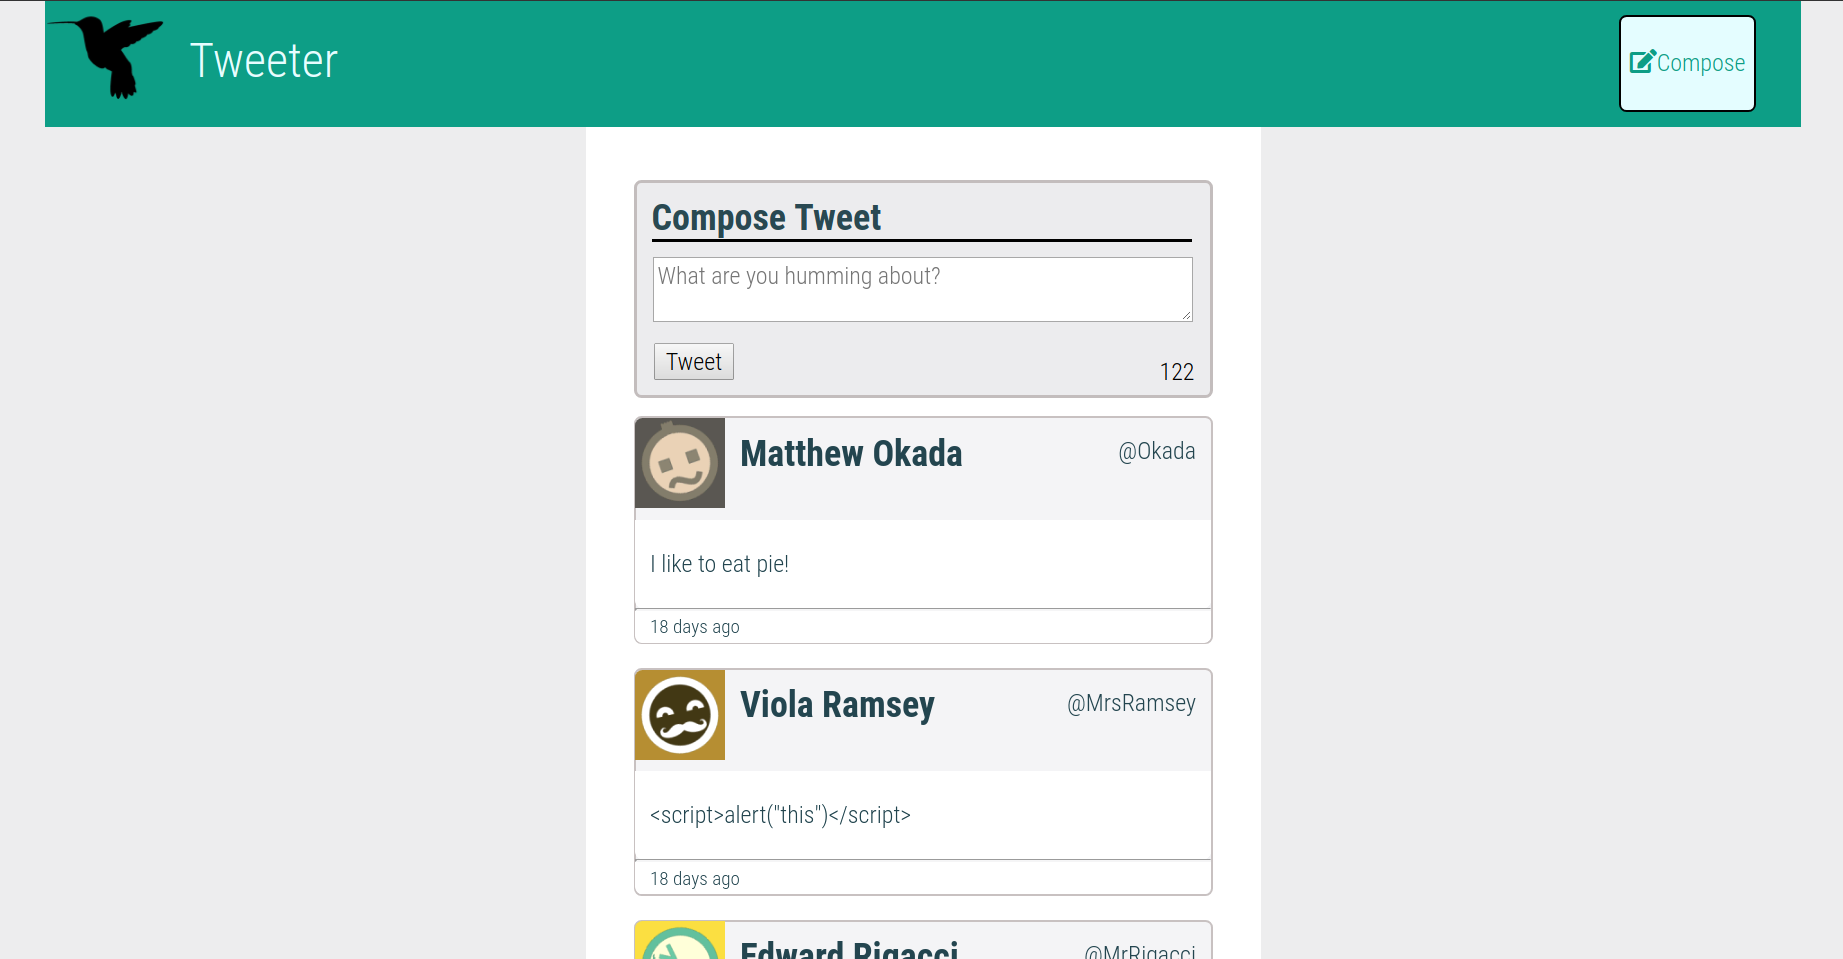 Tweeter
Compose
Compose Tweet
What are you humming about?
Tweet
122
Matthew Okada
@Okada
I like to eat pie!
18 days ago
Viola Ramsey
@MrsRamsey
<script>alert("this")</script>
18 days ago
Edward Rigacci
@MrRigacci